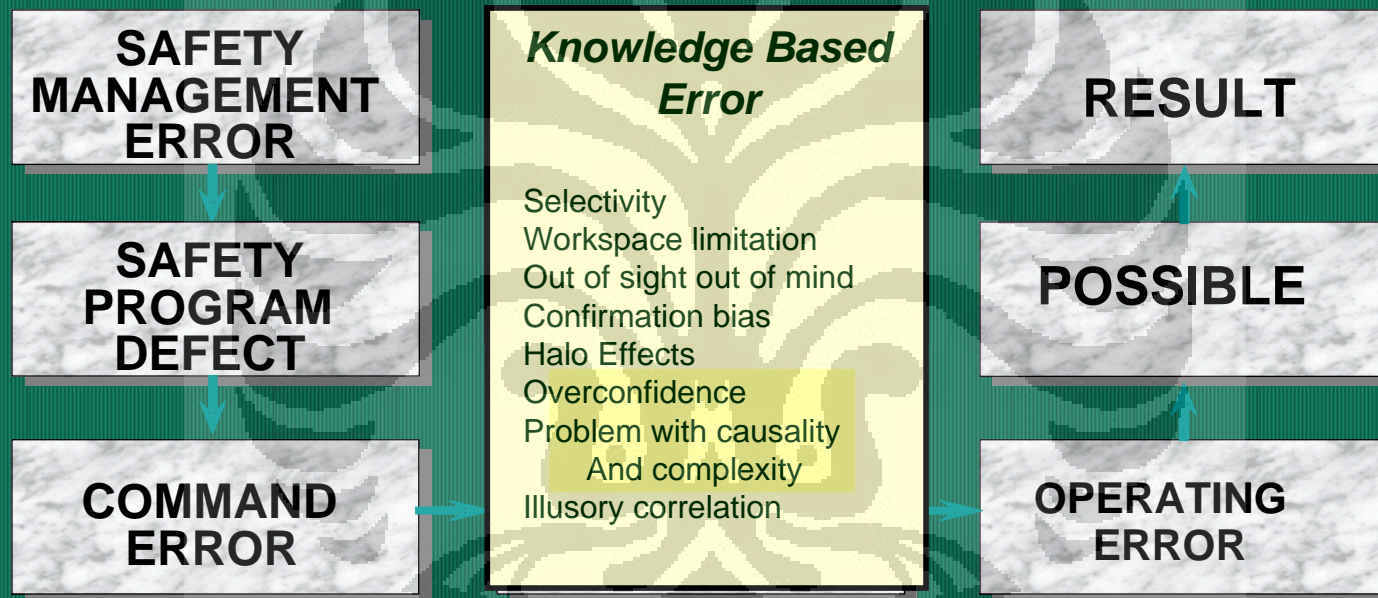 SAFETY
MANAGEMENT
ERROR
SAFETY
PROGRAM
DEFECT
COMMAND
ERROR
Knowledge Based
Error
Selectivity
Workspace limitation
Out of sight out of mind
Confirmation bias
Halo Effects
Overconfidence
Problem with causality
And complexity
Illusory correlation
RESULT
POSSIBLE
OPERATING
ERROR